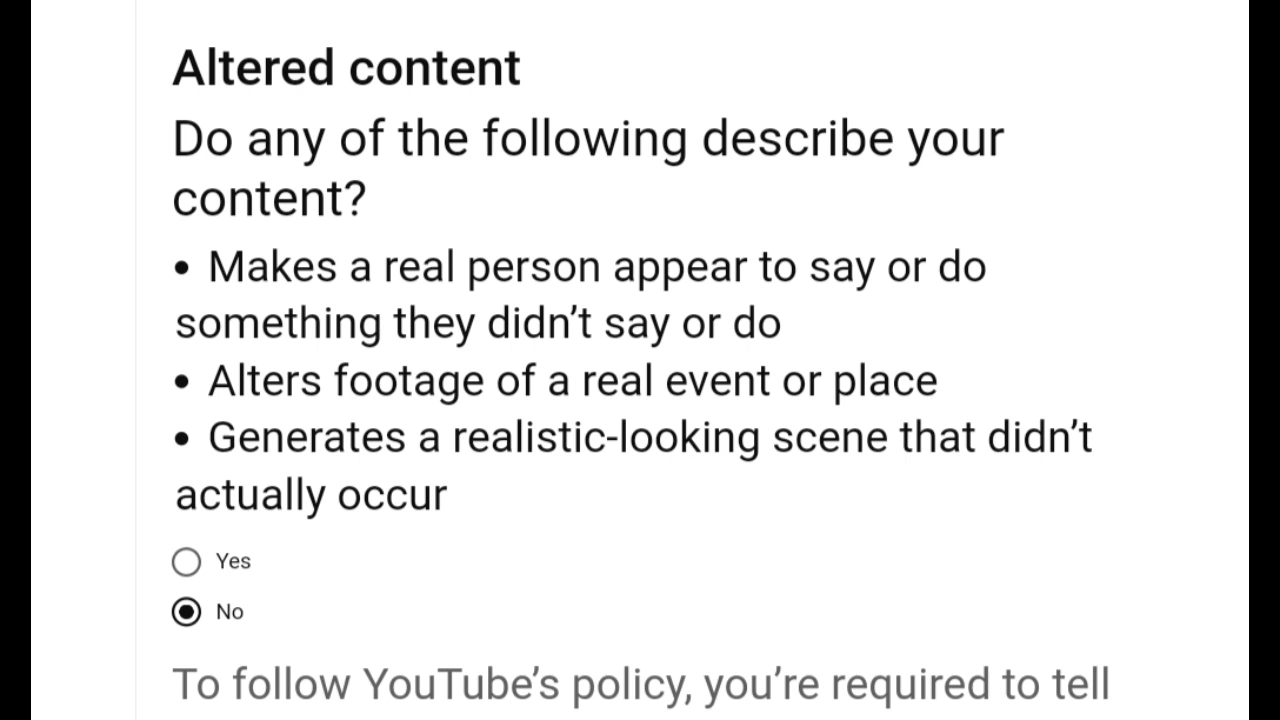 Altered content
Do any of the following describe your
content?
• Makes a real person appear to say or do
something they didn’t say or do
• Alters footage of a real event or place
• Generates a realistic-looking scene that didn’t
actually occur
Yes
No
To follow YouTube’s policy, you’re required to tell